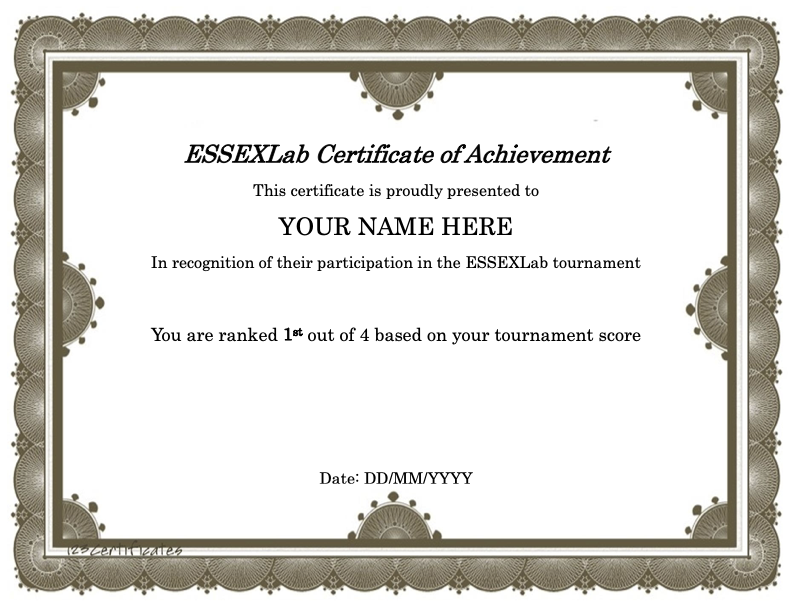 ESSEXLab Certificate of Achievement
This certificate is proudly presented to
YOUR NAME HERE
In recognition of their participation in the ESSEXLab tournament
You are ranked 1st out of 4 based on your tournament score
Date: DD/MM/YYYY
123Certificates